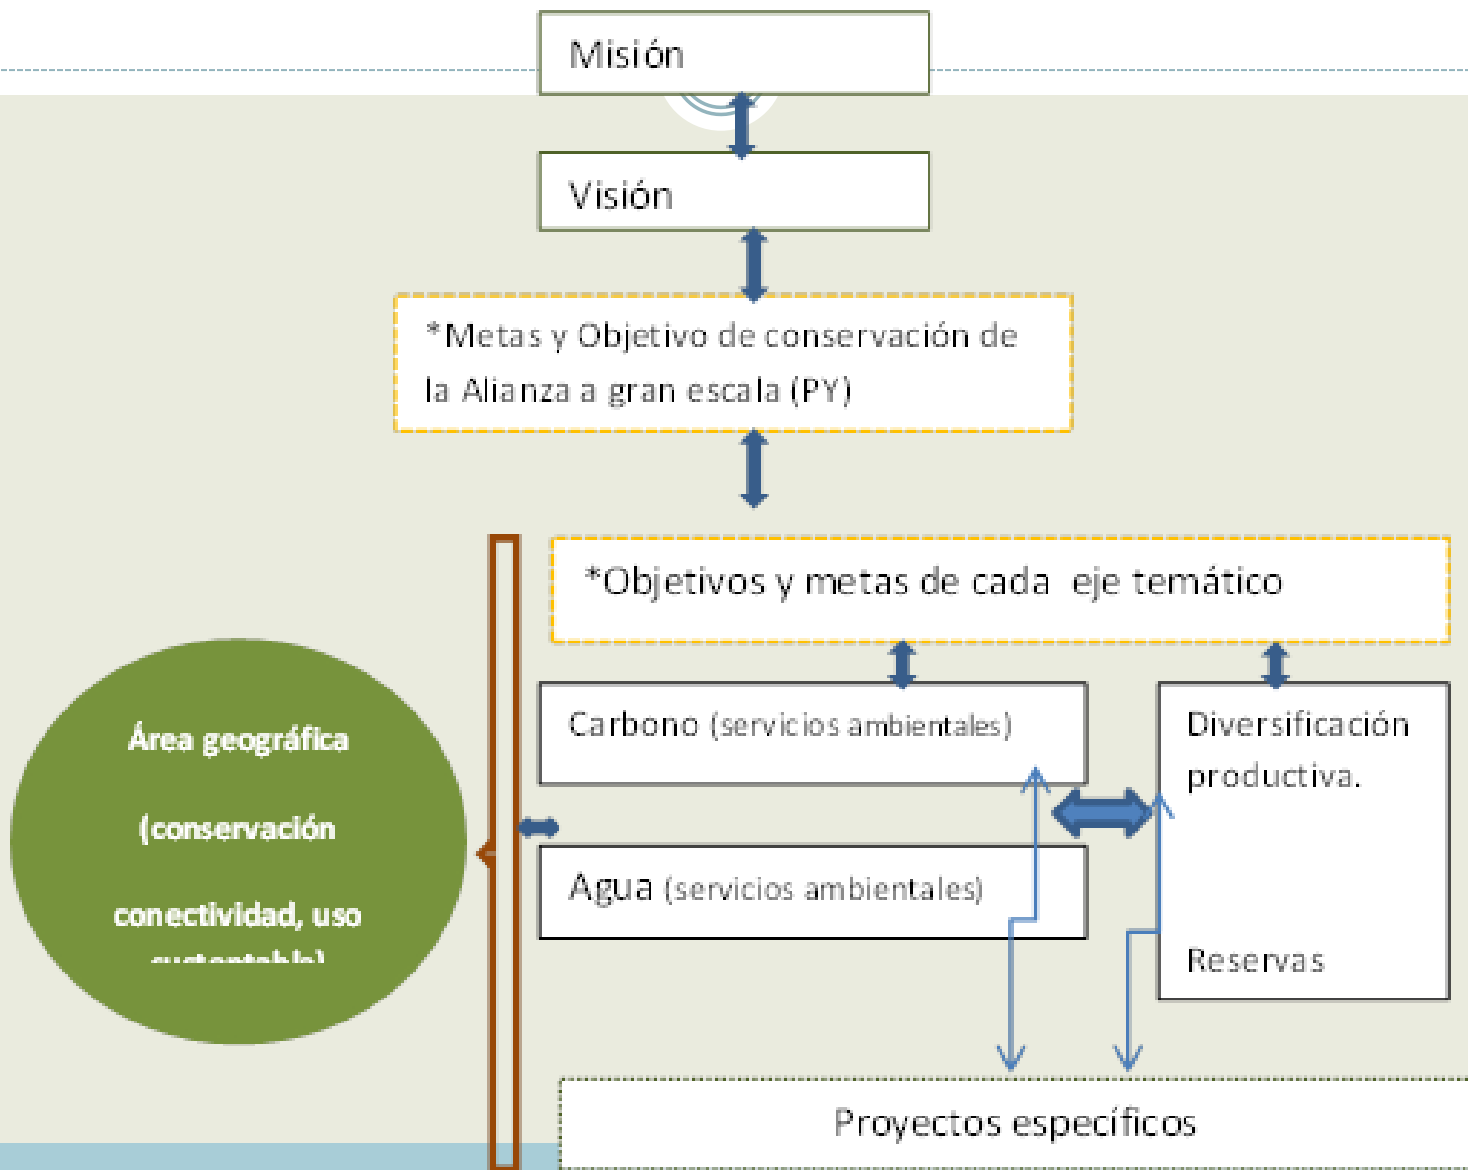 Misión
Visión
*Metas y Objetivo de conservación de
la Alianza a gran escala (PY)
*Objetivos y metas de cada eje temático
Carbono (servicios ambientales)
Diversificación
productiva.
Área geográfica
(conservación
conectividad, uso
sustentable)
Agua (servicios ambientales)
Reservas
Proyectos específicos